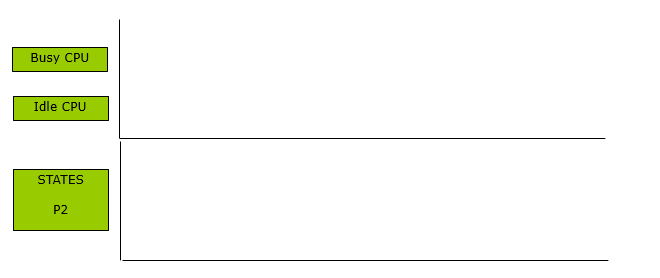 Busy CPU
Idle CPU
STATES
P2